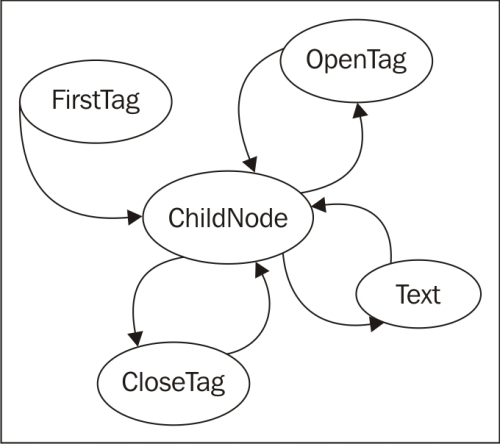 OpenTag
FirstTag
ChildNode
Text
CloseTag